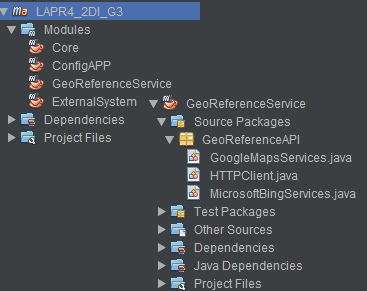 LAPR4_2DI_G3
Modules
Core
ConfigAPP
GeoReferenceService
ExternalSystem
Dependencies
Project Files
GeoReferenceService
Source Packages
GeoReferenceAPI
GoogleMapsServices.java
HTTPClient.java
MicrosoftBingServices.java
Test Packages
Other Sources
Dependencies
Java Dependencies
Project Files